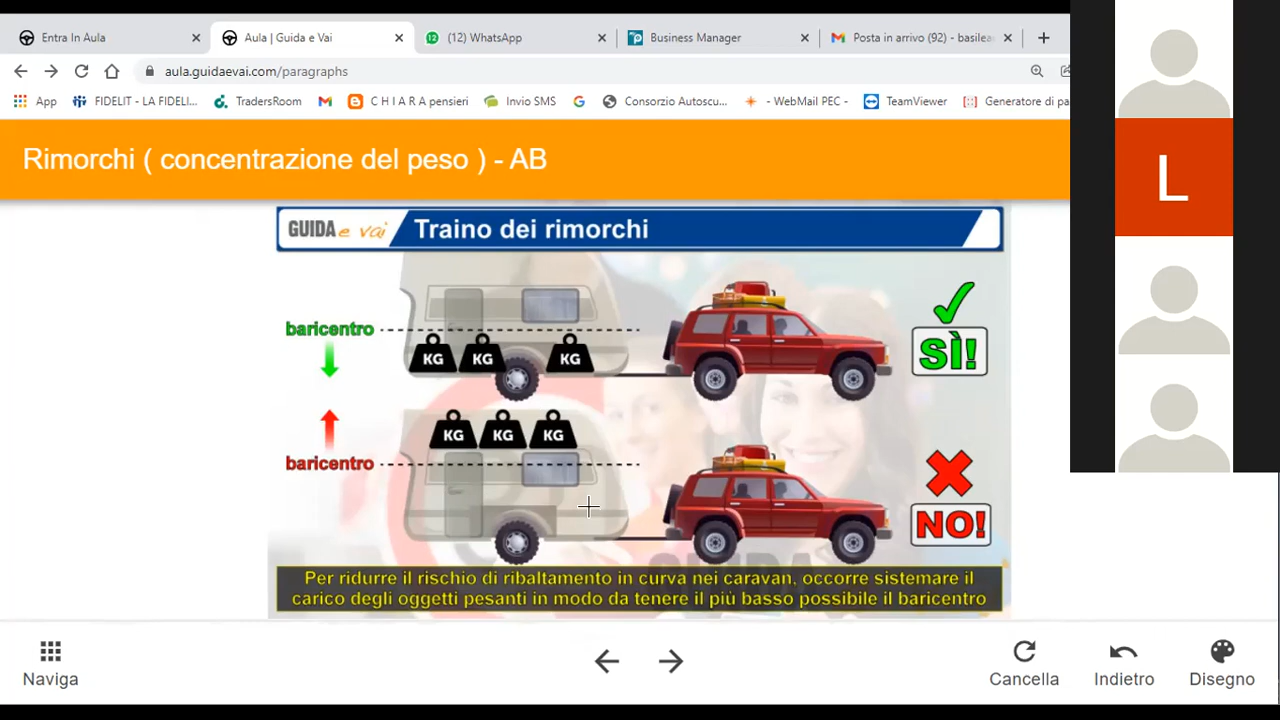 Entra In Aula
Aula | Guida e Vai
(12) WhatsApp
Business Manager
Posta in arrivo (92) - basilea
aula.guidaevai.com/paragraphs
App
FIDELIT - LA FIDELI...
TradersRoom
C H I A R A pensieri
Invio SMS
Consorzio Autoscu...
- WebMail PEC -
TeamViewer
Generatore di pa
Rimorchi ( concentrazione del peso ) - AB
L
GUIDA e vai
Traino dei rimorchi
baricentro
KG KG KG
SÌ!
KG KG KG
baricentro
NO!
Per ridurre il rischio di ribaltamento in curva nei caravan, occorre sistemare il
carico degli oggetti pesanti in modo da tenere il più basso possibile il baricentro
Naviga
Cancella
Indietro
Disegno